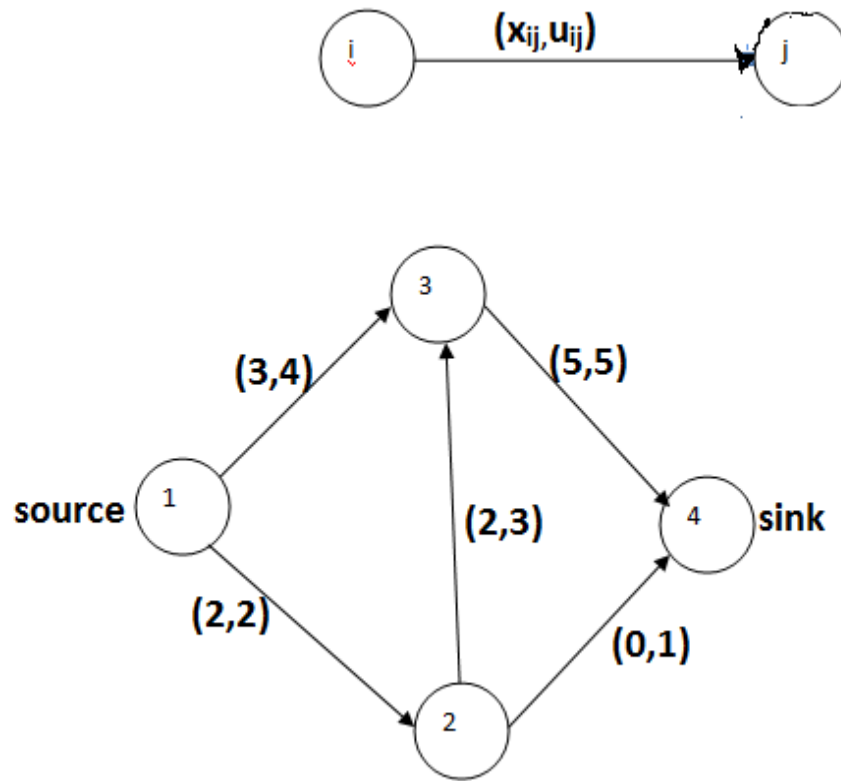 i
(xij,uij)
j
3
(3,4)
(5,5)
source
1
4
sink
(2,3)
(2,2)
(0,1)
2